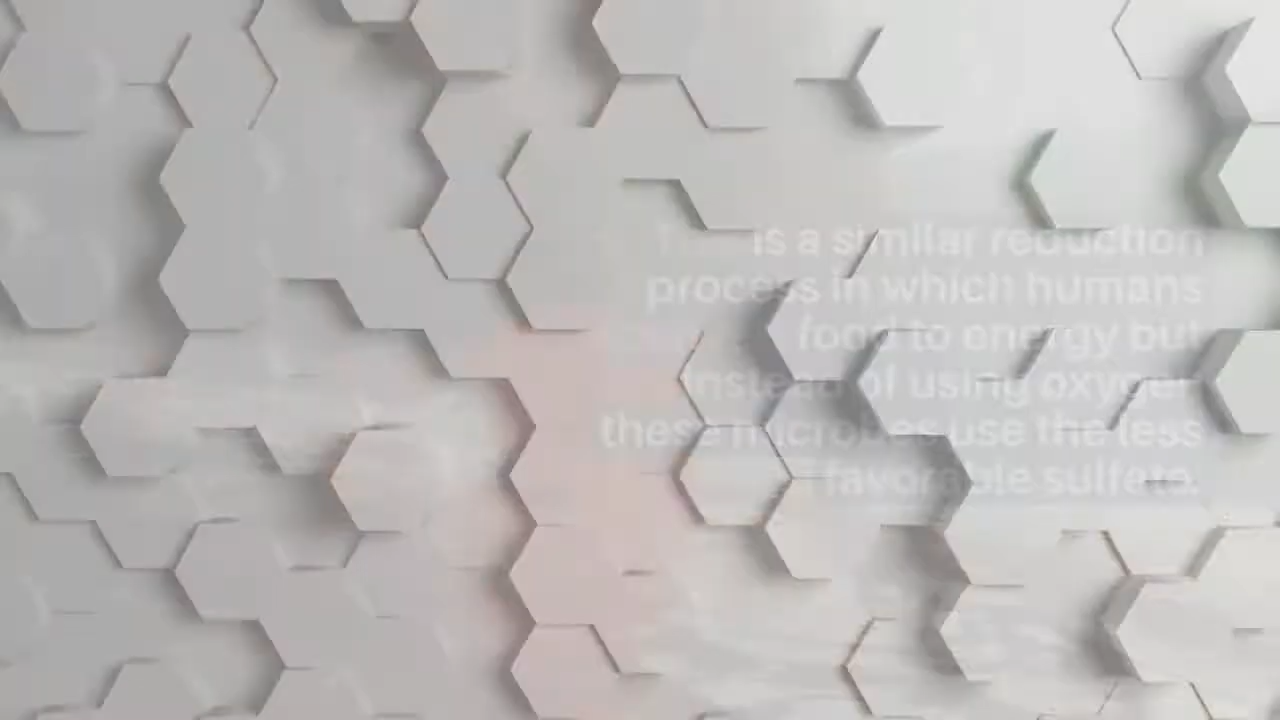 is a similar reduction
process in which humans
food to energy but
instead of using oxygen
these microbes use the less
favorable sulfate.